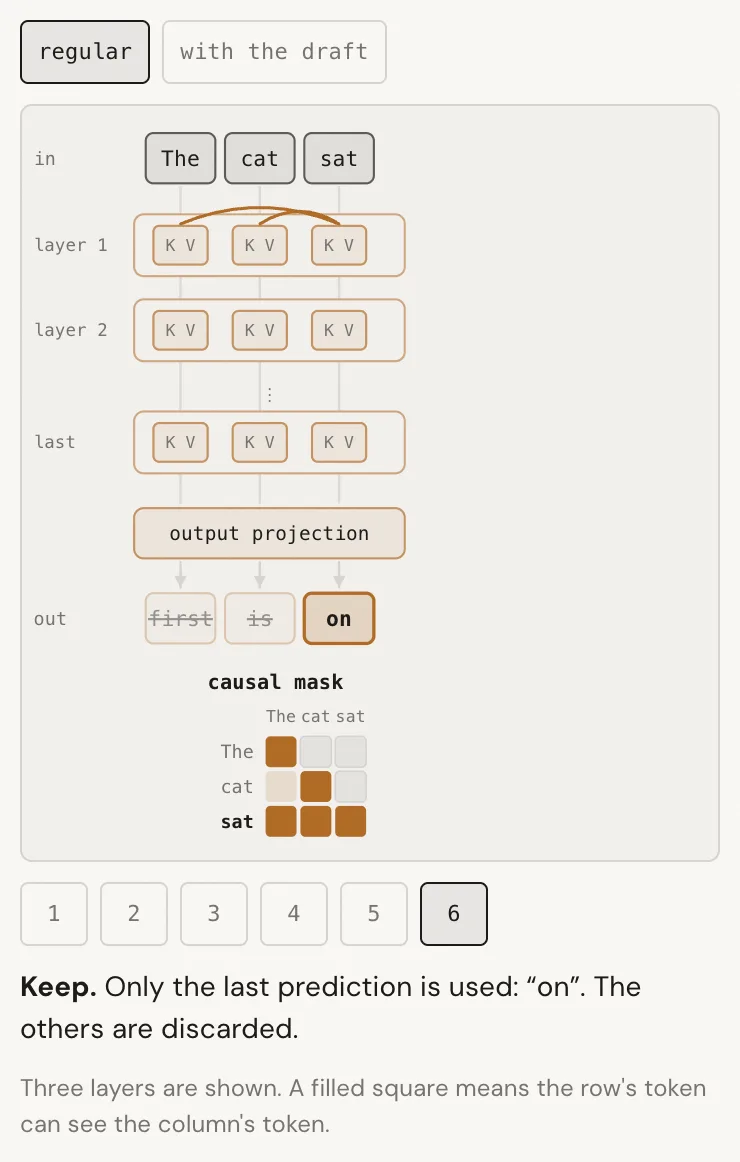 regular with the draft
in The cat sat
layer 1 K V K V K V
layer 2 K V K V K V
⋮
last K V K V K V
output projection
out first is on
causal mask
The cat sat
The
cat
sat
1 2 3 4 5 6
Keep. Only the last prediction is used: “on”. The
others are discarded.
Three layers are shown. A filled square means the row's token
can see the column's token.